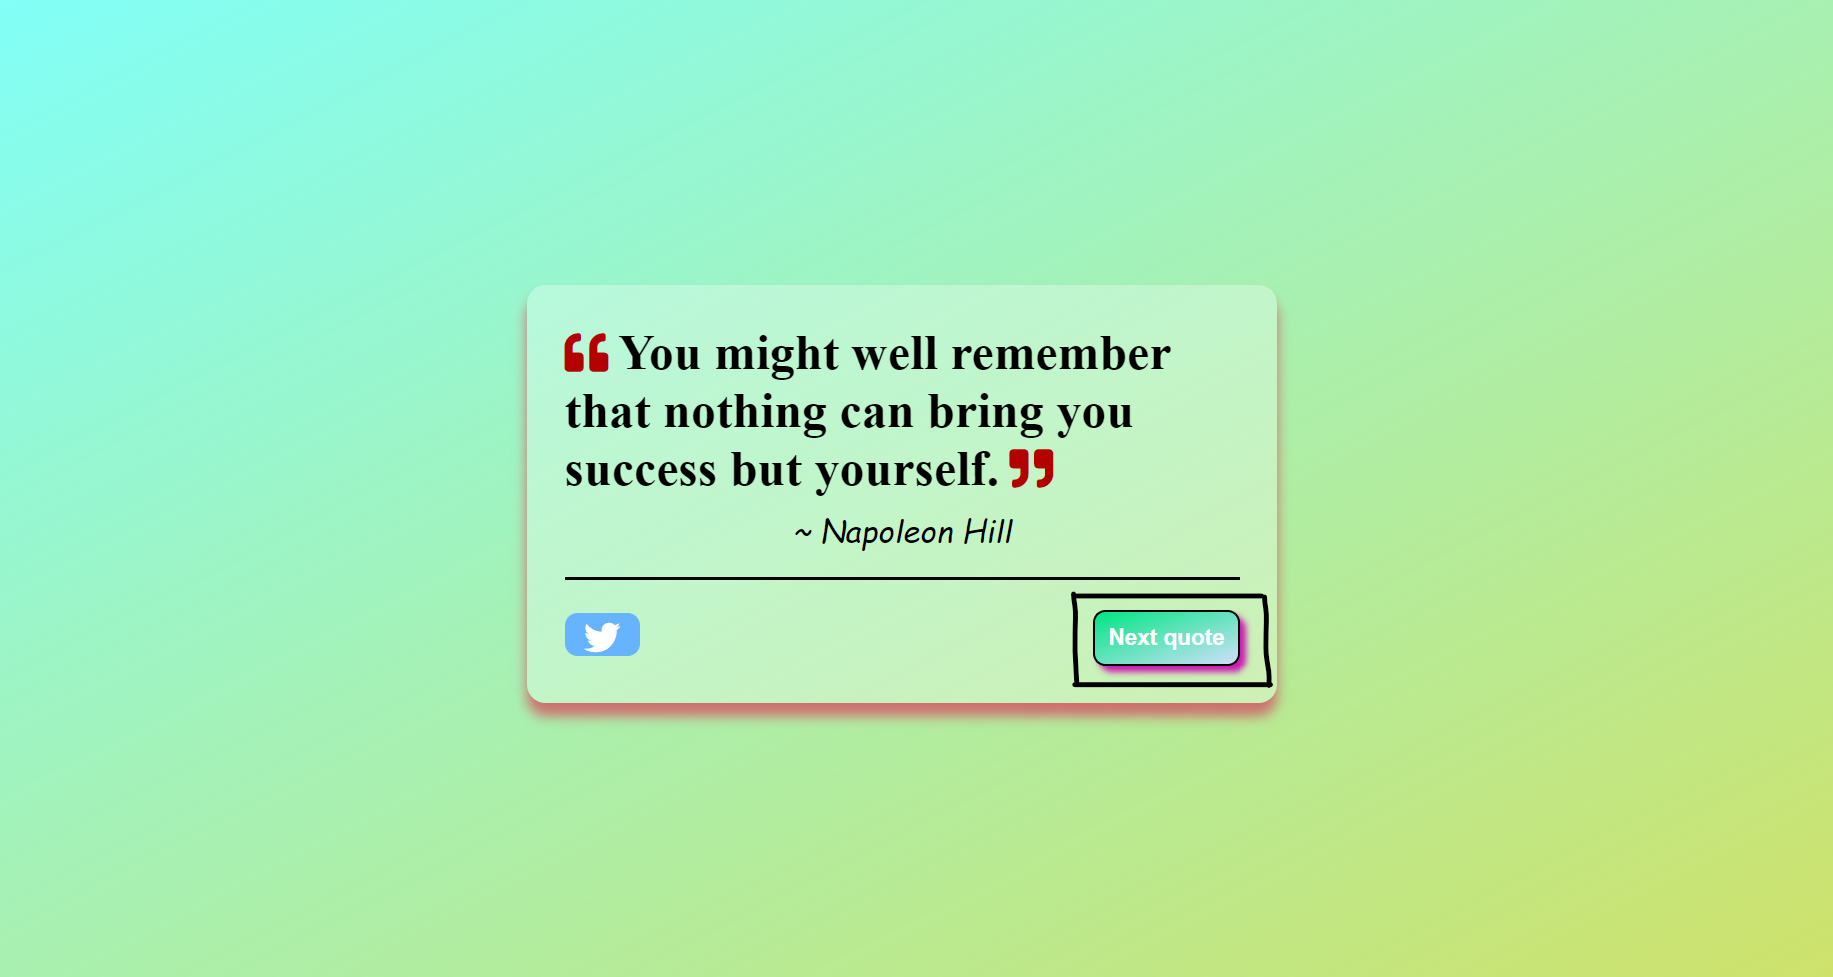 ❝ You might well remember
that nothing can bring you
success but yourself. ❞
~ Napoleon Hill
Next quote